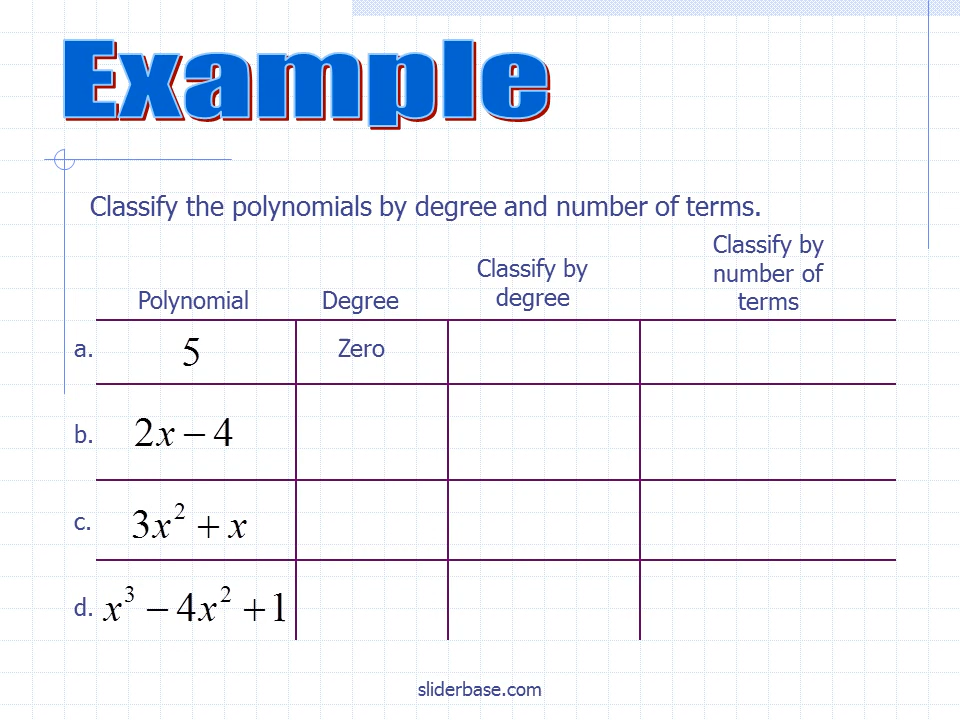 Example
Classify the polynomials by degree and number of terms.
Polynomial Degree Classify by degree Classify by number of terms
a. 5 Zero
b. 2x − 4
c. 3x² + x
d. x³ − 4x² + 1
sliderbase.com